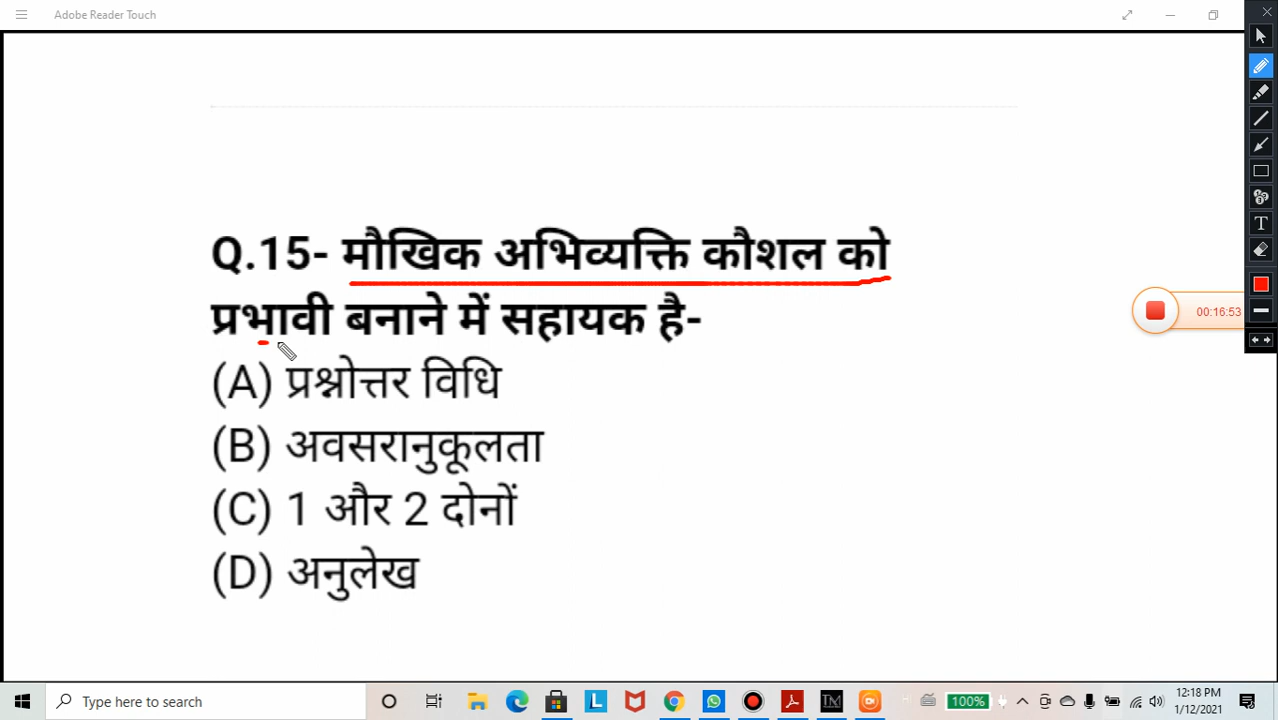 Adobe Reader Touch
Q.15- मौखिक अभिव्यक्ति कौशल को
प्रभावी बनाने में सहायक है-
(A) प्रश्नोत्तर विधि
(B) अवसरानुकूलता
(C) 1 और 2 दोनों
(D) अनुलेख
00:16:53
Type here to search
100%
12:18 PM
1/12/2021